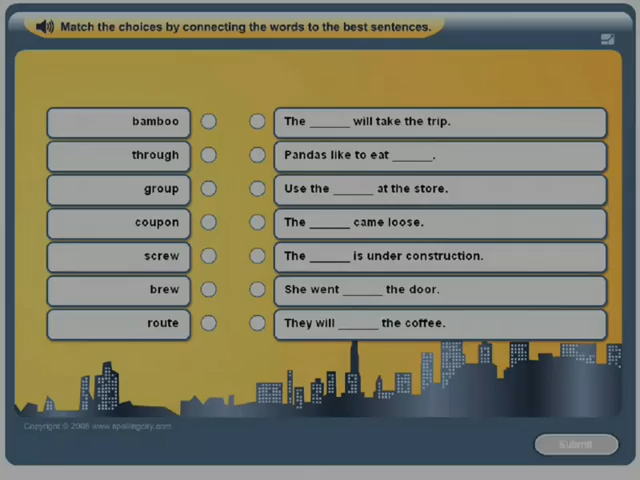 Match the choices by connecting the words to the best sentences.
bamboo The ______ will take the trip.
through Pandas like to eat ______.
group Use the ______ at the store.
coupon The ______ came loose.
screw The ______ is under construction.
brew She went ______ the door.
route They will ______ the coffee.
Copyright © 2008 www.spellingcity.com
Submit